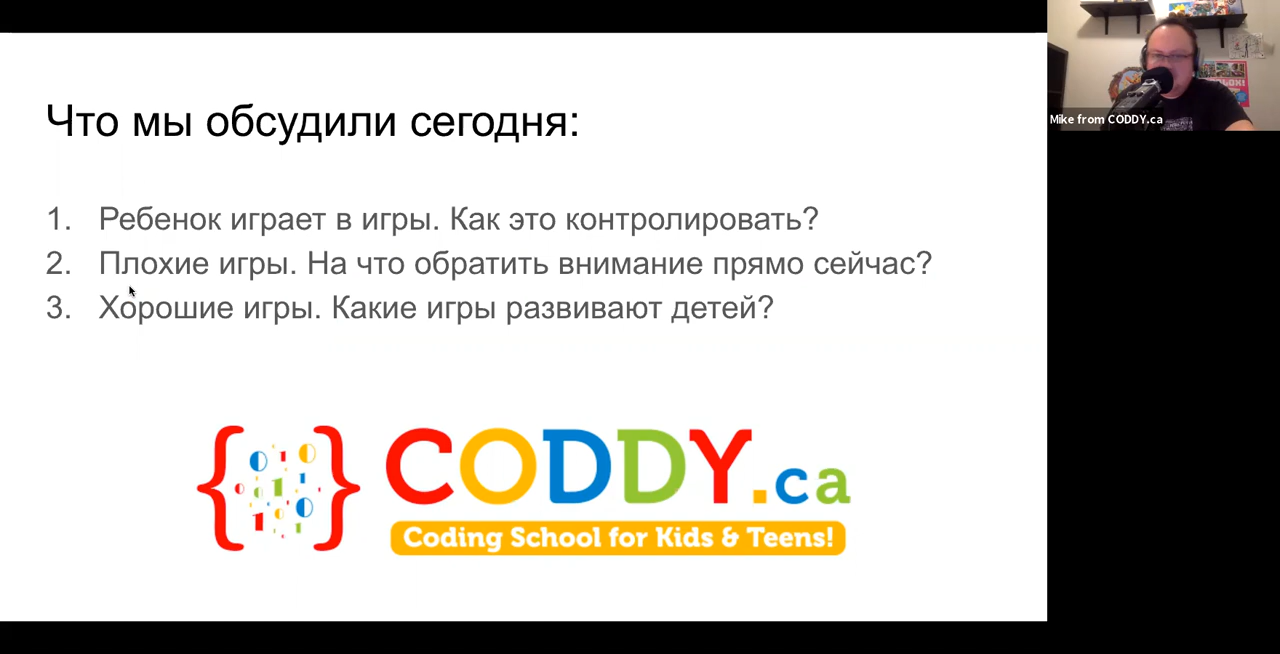 Что мы обсудили сегодня:
1. Ребенок играет в игры. Как это контролировать?
2. Плохие игры. На что обратить внимание прямо сейчас?
3. Хорошие игры. Какие игры развивают детей?
CODDY.ca
Coding School for Kids & Teens!
Mike from CODDY.ca